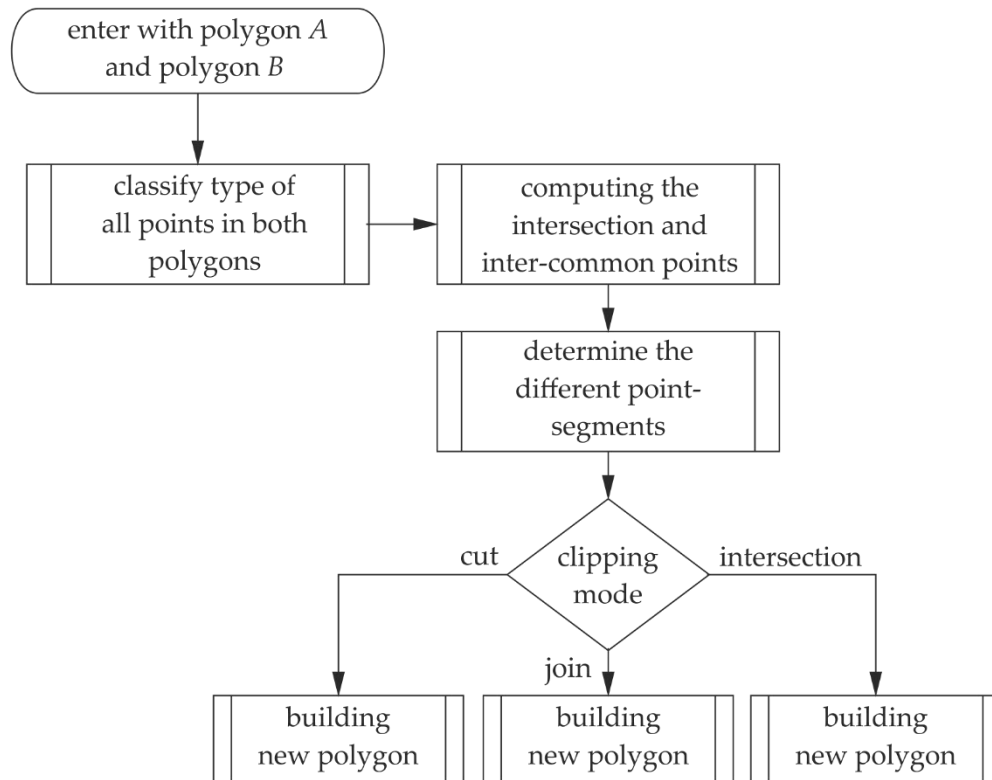 enter with polygon A
and polygon B
classify type of
all points in both
polygons
computing the
intersection and
inter-common points
determine the
different point-
segments
clipping
mode
cut
intersection
join
building
new polygon
building
new polygon
building
new polygon